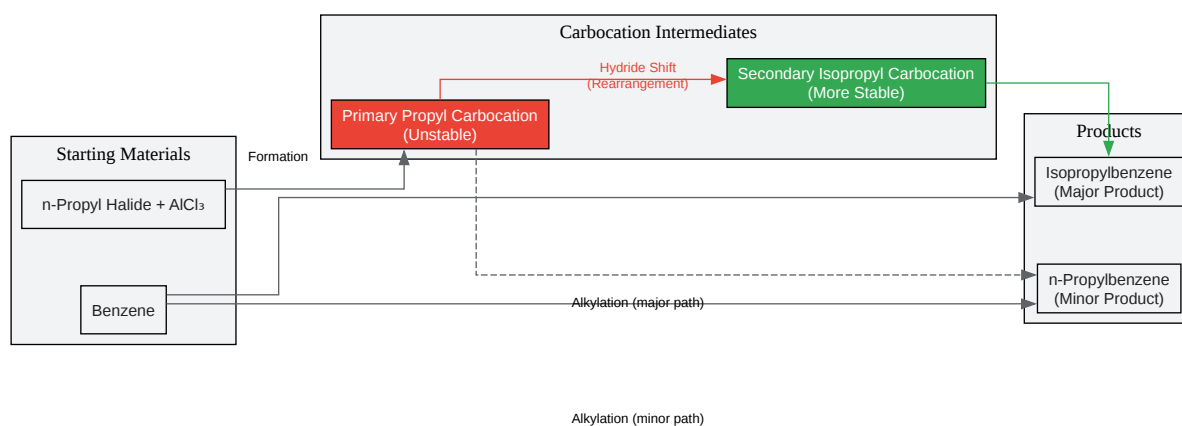 Carbocation Intermediates
Hydride Shift
(Rearrangement)
Secondary Isopropyl Carbocation
(More Stable)
Primary Propyl Carbocation
(Unstable)
Starting Materials
Formation
n-Propyl Halide + AlCl₃
Benzene
Products
Isopropylbenzene
(Major Product)
n-Propylbenzene
(Minor Product)
Alkylation (major path)
Alkylation (minor path)